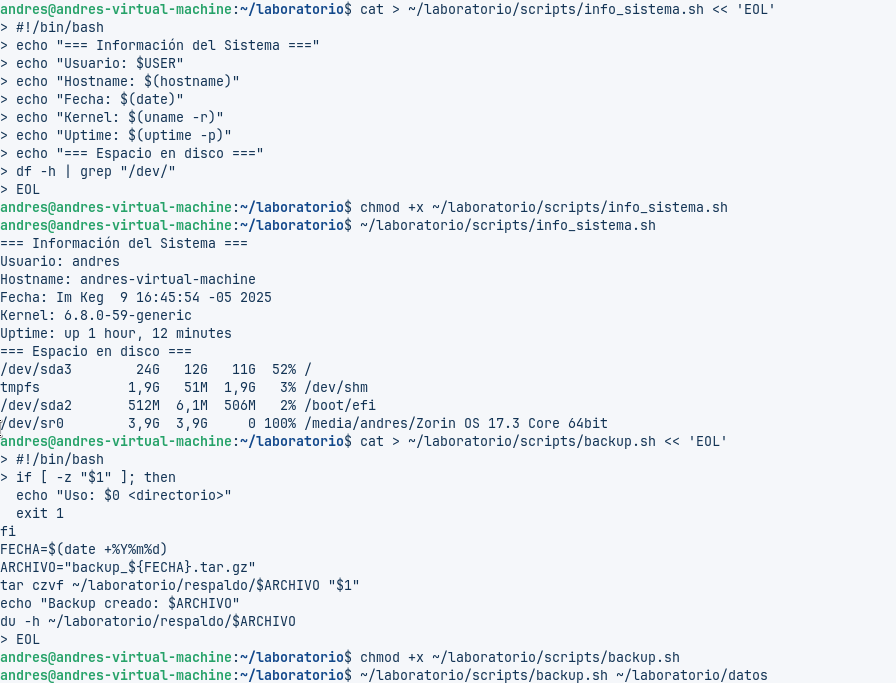 andres@andres-virtual-machine:~/laboratorio$ cat > ~/laboratorio/scripts/info_sistema.sh << 'EOL'
> #!/bin/bash
> echo "=== Información del Sistema ==="
> echo "Usuario: $USER"
> echo "Hostname: $(hostname)"
> echo "Fecha: $(date)"
> echo "Kernel: $(uname -r)"
> echo "Uptime: $(uptime -p)"
> echo "=== Espacio en disco ==="
> df -h | grep "/dev/"
> EOL
andres@andres-virtual-machine:~/laboratorio$ chmod +x ~/laboratorio/scripts/info_sistema.sh
andres@andres-virtual-machine:~/laboratorio$ ~/laboratorio/scripts/info_sistema.sh
=== Información del Sistema ===
Usuario: andres
Hostname: andres-virtual-machine
Fecha: Im Keg  9 16:45:54 -05 2025
Kernel: 6.8.0-59-generic
Uptime: up 1 hour, 12 minutes
=== Espacio en disco ===
/dev/sda3        24G   12G   11G  52% /
tmpfs           1,9G   51M  1,9G   3% /dev/shm
/dev/sda2       512M  6,1M  506M   2% /boot/efi
/dev/sr0        3,9G  3,9G     0 100% /media/andres/Zorin OS 17.3 Core 64bit
andres@andres-virtual-machine:~/laboratorio$ cat > ~/laboratorio/scripts/backup.sh << 'EOL'
> #!/bin/bash
> if [ -z "$1" ]; then
  echo "Uso: $0 <directorio>"
  exit 1
fi
FECHA=$(date +%Y%m%d)
ARCHIVO="backup_${FECHA}.tar.gz"
tar czvf ~/laboratorio/respaldo/$ARCHIVO "$1"
echo "Backup creado: $ARCHIVO"
du -h ~/laboratorio/respaldo/$ARCHIVO
> EOL
andres@andres-virtual-machine:~/laboratorio$ chmod +x ~/laboratorio/scripts/backup.sh
andres@andres-virtual-machine:~/laboratorio$ ~/laboratorio/scripts/backup.sh ~/laboratorio/datos